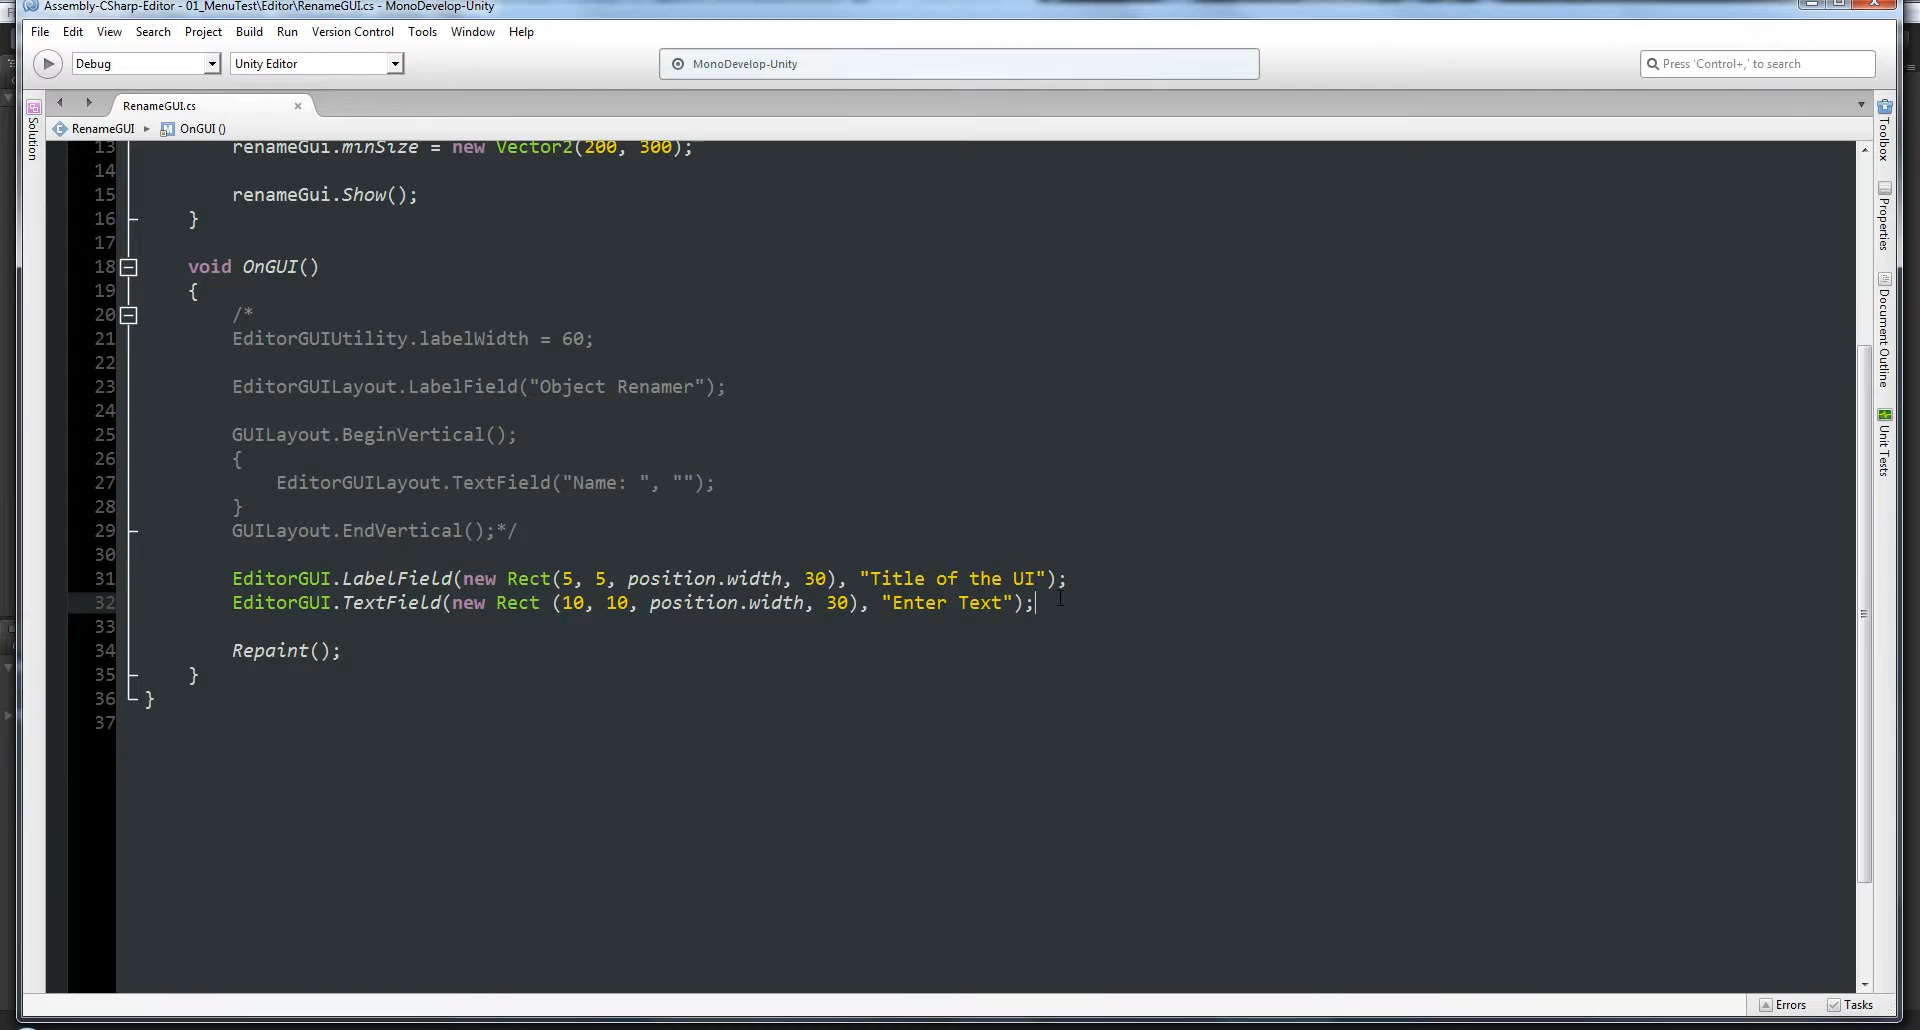 Assembly-CSharp-Editor - 01_MenuTest\Editor\RenameGUI.cs - MonoDevelop-Unity
File Edit View Search Project Build Run Version Control Tools Window Help
Debug Unity Editor MonoDevelop-Unity Press 'Control+,' to search
RenameGUI.cs
RenameGUI OnGUI ()
Solution
Toolbox
Properties
Document Outline
Unit Tests
13 renameGui.minSize = new Vector2(200, 300);
14
15 renameGui.Show();
16 }
17
18 void OnGUI()
19 {
20 /*
21 EditorGUIUtility.labelWidth = 60;
22
23 EditorGUILayout.LabelField("Object Renamer");
24
25 GUILayout.BeginVertical();
26 {
27 EditorGUILayout.TextField("Name: ", "");
28 }
29 GUILayout.EndVertical();*/
30
31 EditorGUI.LabelField(new Rect(5, 5, position.width, 30), "Title of the UI");
32 EditorGUI.TextField(new Rect (10, 10, position.width, 30), "Enter Text");
33
34 Repaint();
35 }
36 }
37
Errors Tasks